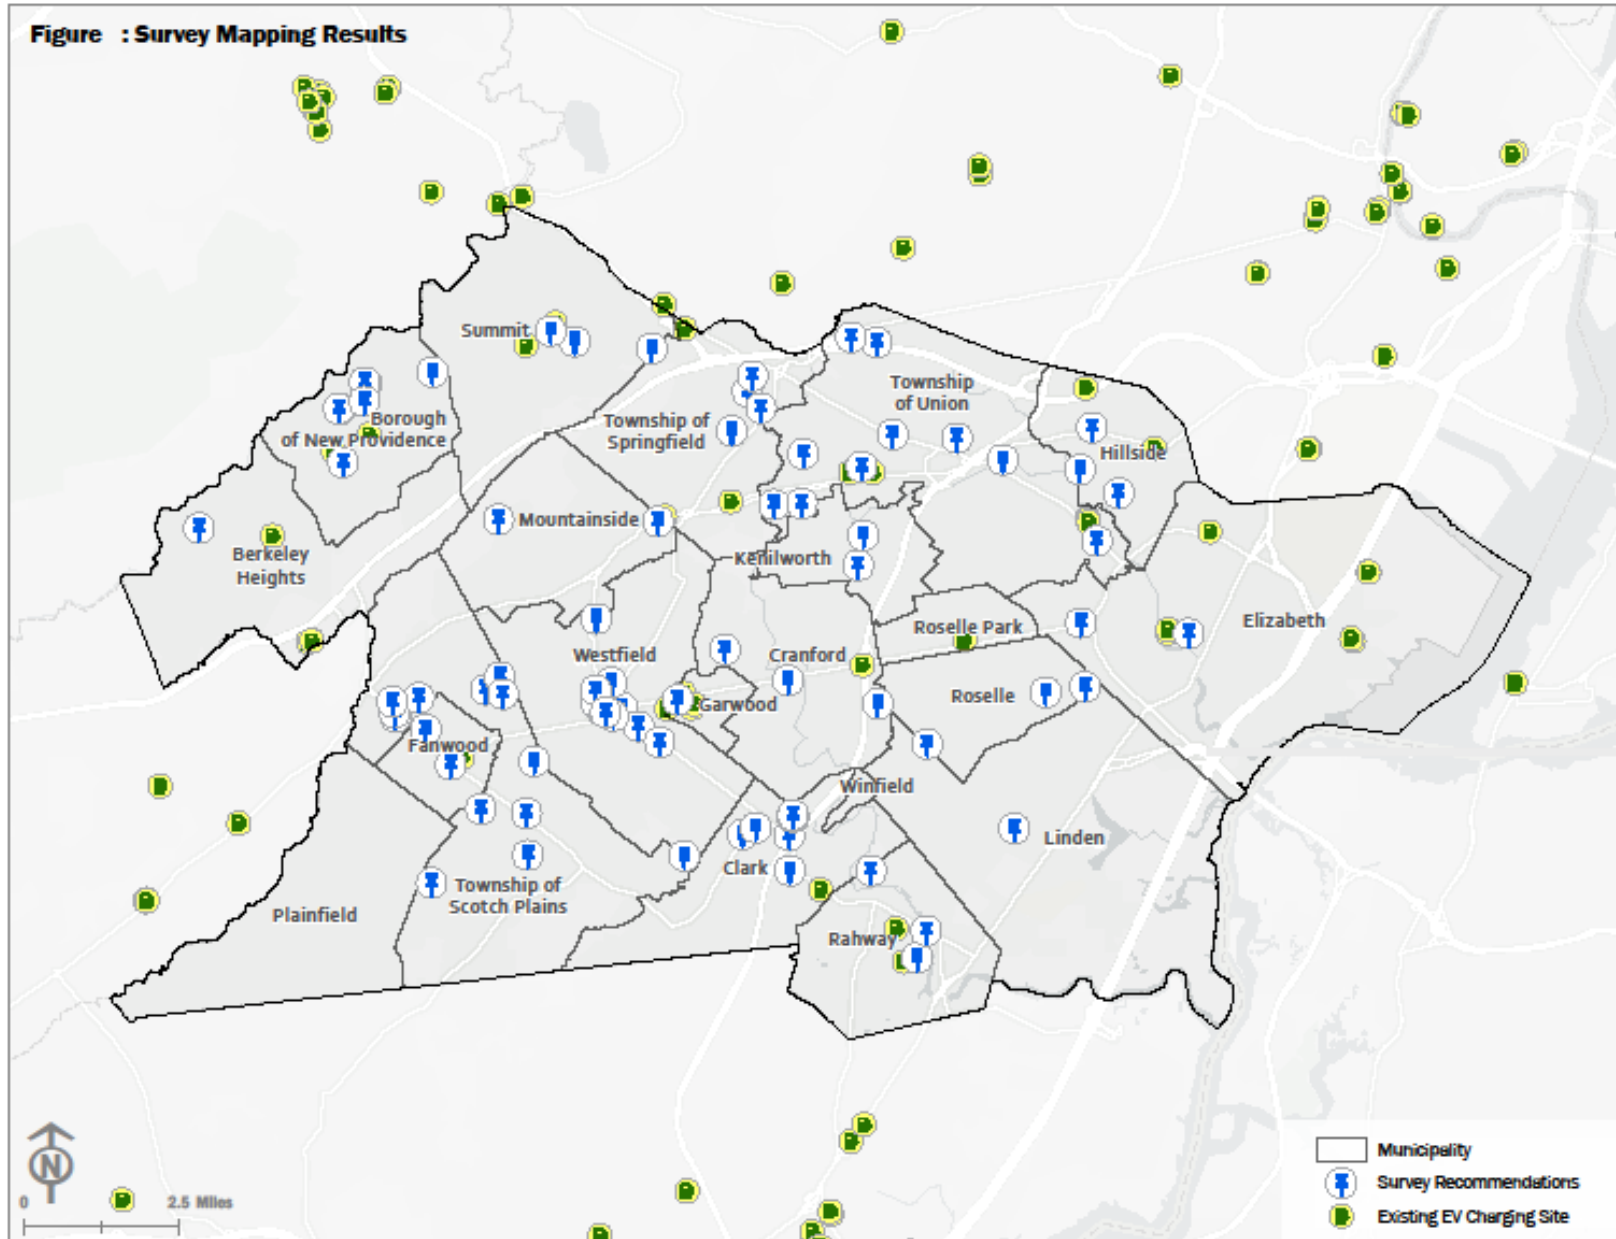 Figure : Survey Mapping Results
Summit
Township
of Union
Borough
of New Providence
Township of
Springfield
Hillside
Mountainside
Berkeley
Heights
Kenilworth
Roselle Park
Elizabeth
Westfield
Cranford
Roselle
Garwood
Fanwood
Winfield
Linden
Clark
Township of
Scotch Plains
Plainfield
Rahway
N
0
2.5 Miles
Municipality
Survey Recommendations
Existing EV Charging Site